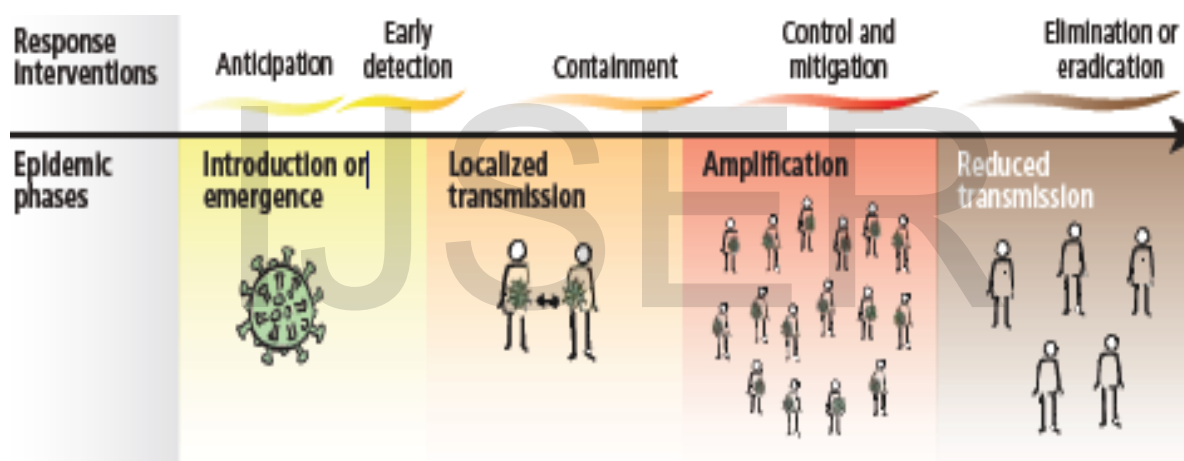 Response
interventions
Anticipation
Early
detection
Containment
Control and
mitigation
Elimination or
eradication
Epidemic
phases
Introduction or
emergence
Localized
transmission
Amplification
Reduced
transmission
IJSER